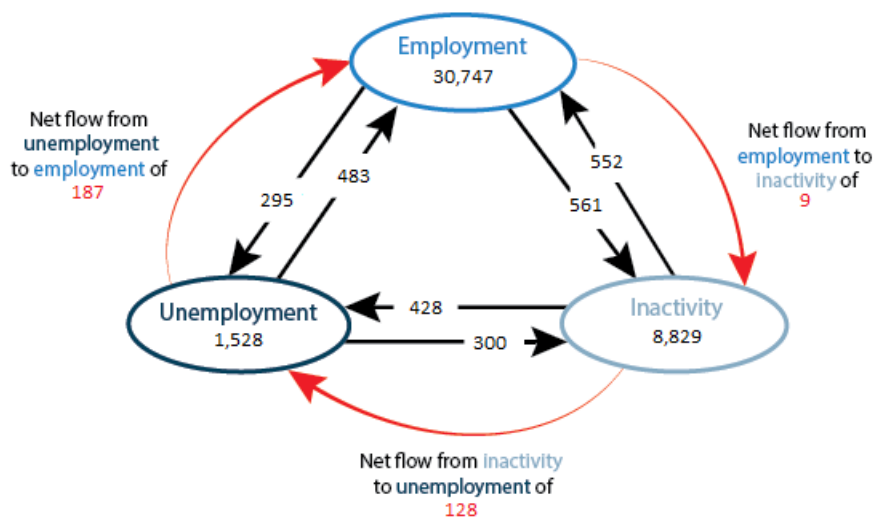 Employment
30,747
Net flow from
unemployment
to employment of
187
295
483
552
561
Net flow from
employment to
inactivity of
9
Unemployment
1,528
428
300
Inactivity
8,829
Net flow from inactivity
to unemployment of
128